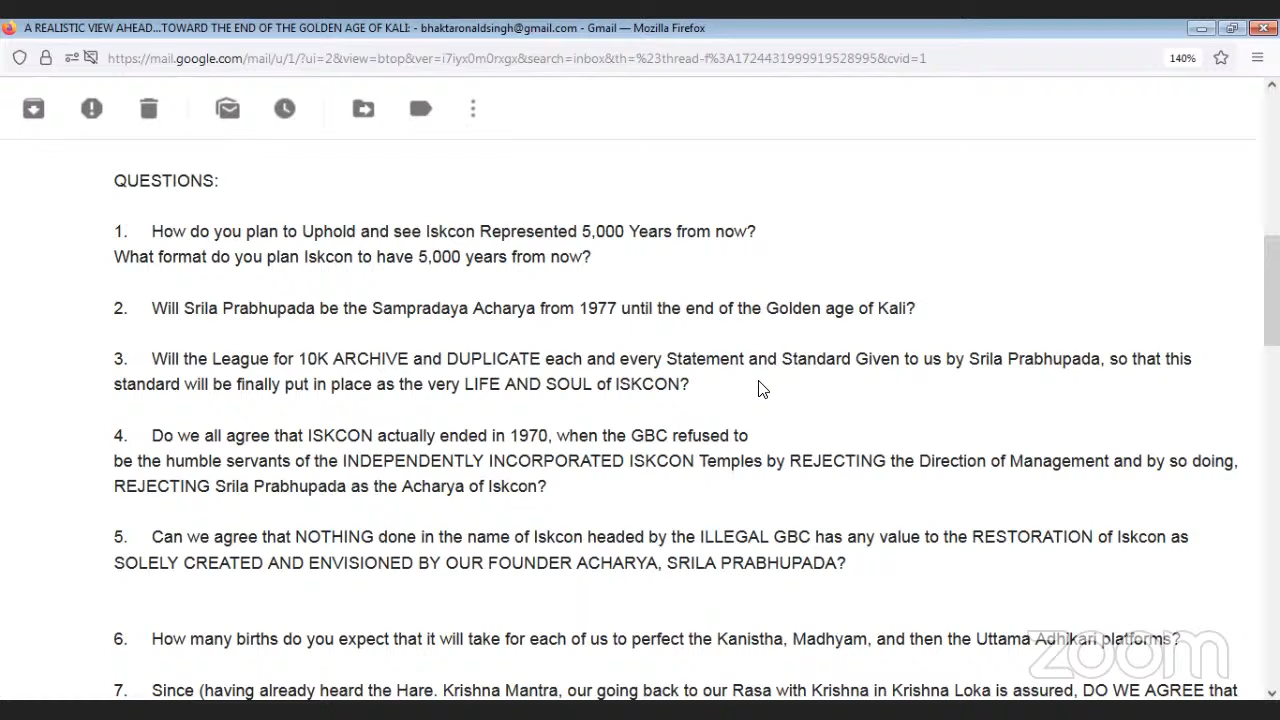 A REALISTIC VIEW AHEAD...TOWARD THE END OF THE GOLDEN AGE OF KALI: - bhaktaronaldsingh@gmail.com - Gmail — Mozilla Firefox
https://mail.google.com/mail/u/1/?ui=2&view=btop&ver=i7iyx0m0rxgx&search=inbox&th=%23thread-f%3A1724431999919528995&cvid=1
140%
QUESTIONS:
1. How do you plan to Uphold and see Iskcon Represented 5,000 Years from now?
What format do you plan Iskcon to have 5,000 years from now?
2. Will Srila Prabhupada be the Sampradaya Acharya from 1977 until the end of the Golden age of Kali?
3. Will the League for 10K ARCHIVE and DUPLICATE each and every Statement and Standard Given to us by Srila Prabhupada, so that this
standard will be finally put in place as the very LIFE AND SOUL of ISKCON?
4. Do we all agree that ISKCON actually ended in 1970, when the GBC refused to
be the humble servants of the INDEPENDENTLY INCORPORATED ISKCON Temples by REJECTING the Direction of Management and by so doing,
REJECTING Srila Prabhupada as the Acharya of Iskcon?
5. Can we agree that NOTHING done in the name of Iskcon headed by the ILLEGAL GBC has any value to the RESTORATION of Iskcon as
SOLELY CREATED AND ENVISIONED BY OUR FOUNDER ACHARYA, SRILA PRABHUPADA?
6. How many births do you expect that it will take for each of us to perfect the Kanistha, Madhyam, and then the Uttama Adhikari platforms?
zoom
7. Since (having already heard the Hare. Krishna Mantra, our going back to our Rasa with Krishna in Krishna Loka is assured, DO WE AGREE that